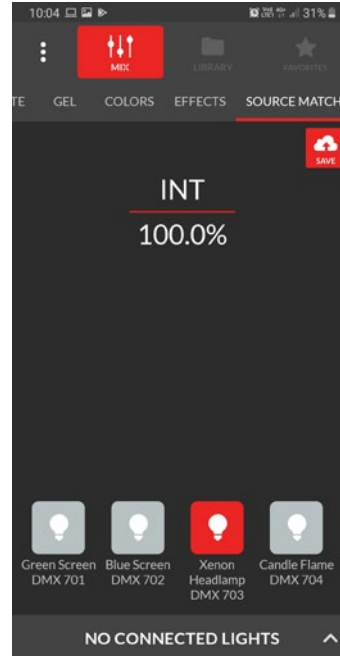 10:04
31%
MIX
LIBRARY
FAVORITES
TE GEL COLORS EFFECTS SOURCE MATCH
SAVE
INT
100.0%
Green Screen
DMX 701
Blue Screen
DMX 702
Xenon
Headlamp
DMX 703
Candle Flame
DMX 704
NO CONNECTED LIGHTS